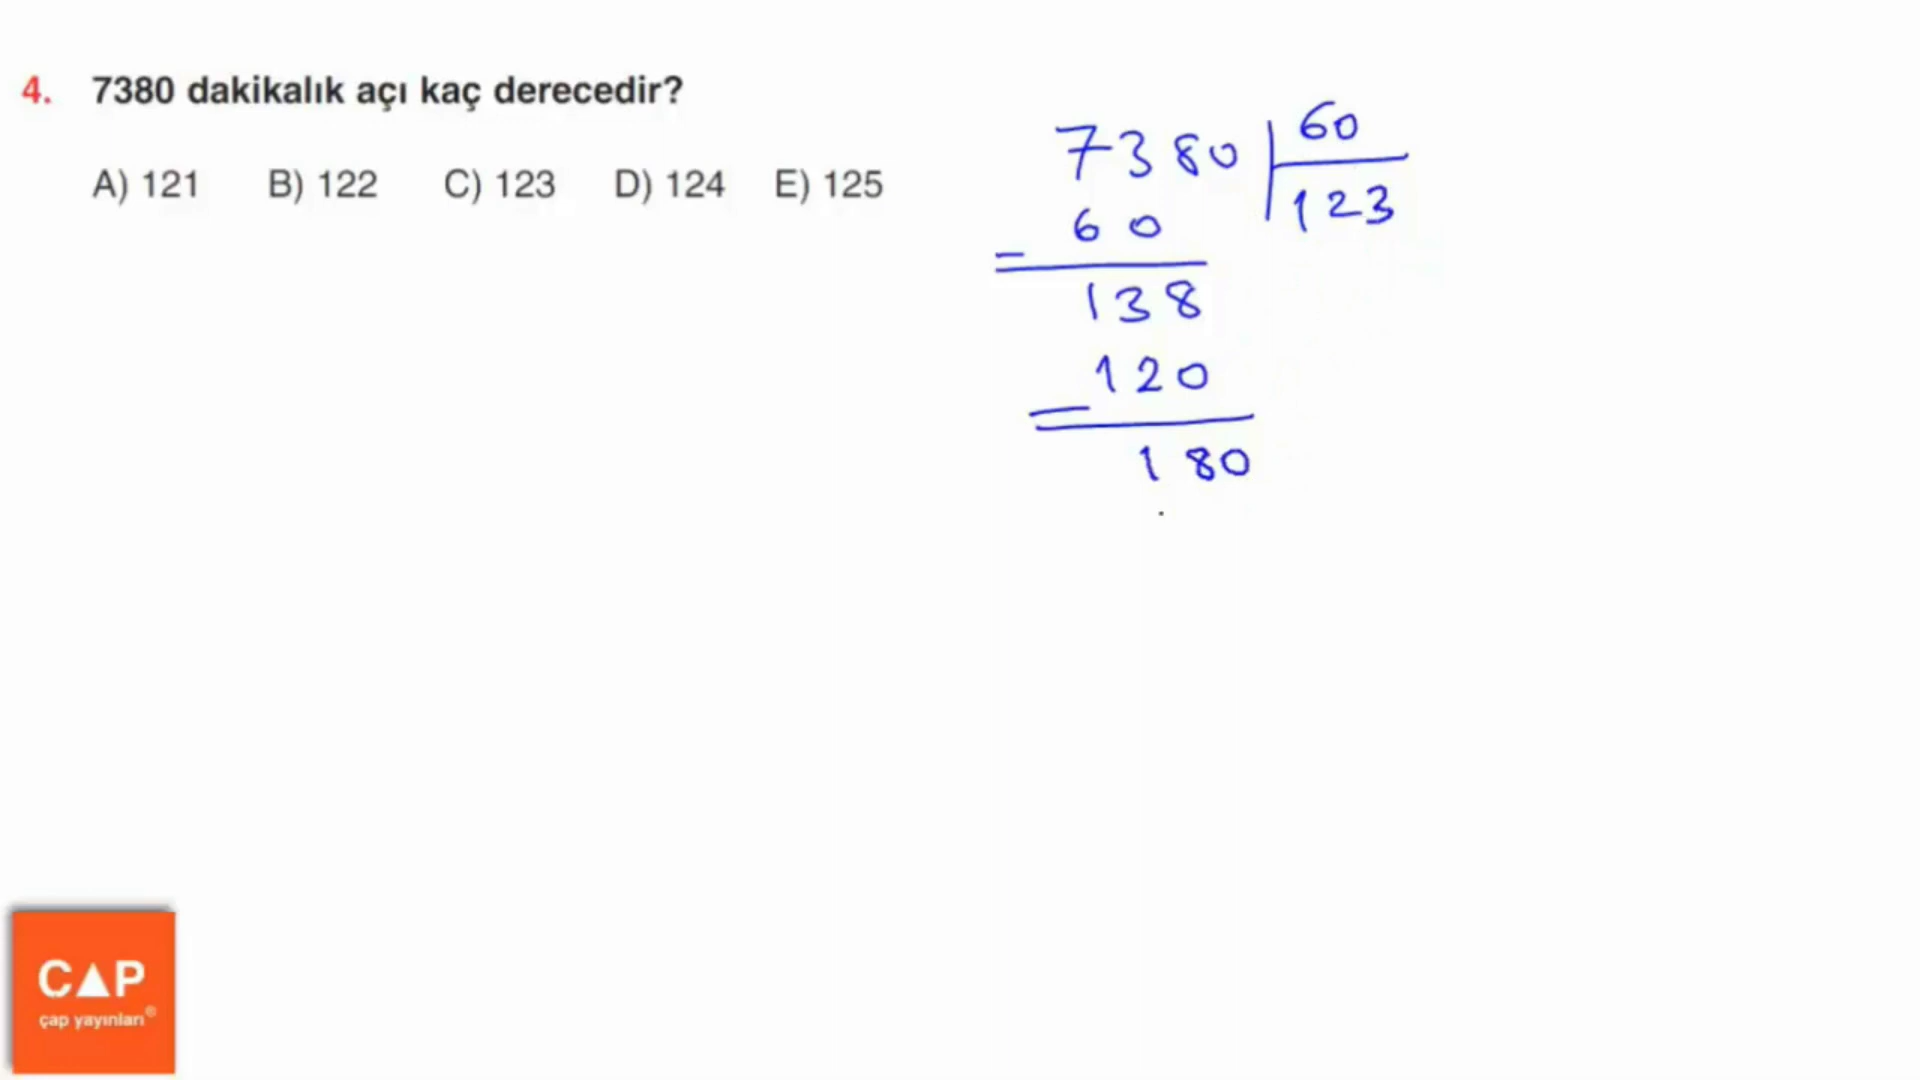 4. 7380 dakikalık açı kaç derecedir?
A) 121 B) 122 C) 123 D) 124 E) 125
7380 60
123
60
138
120
180
CAP
çap yayınları®